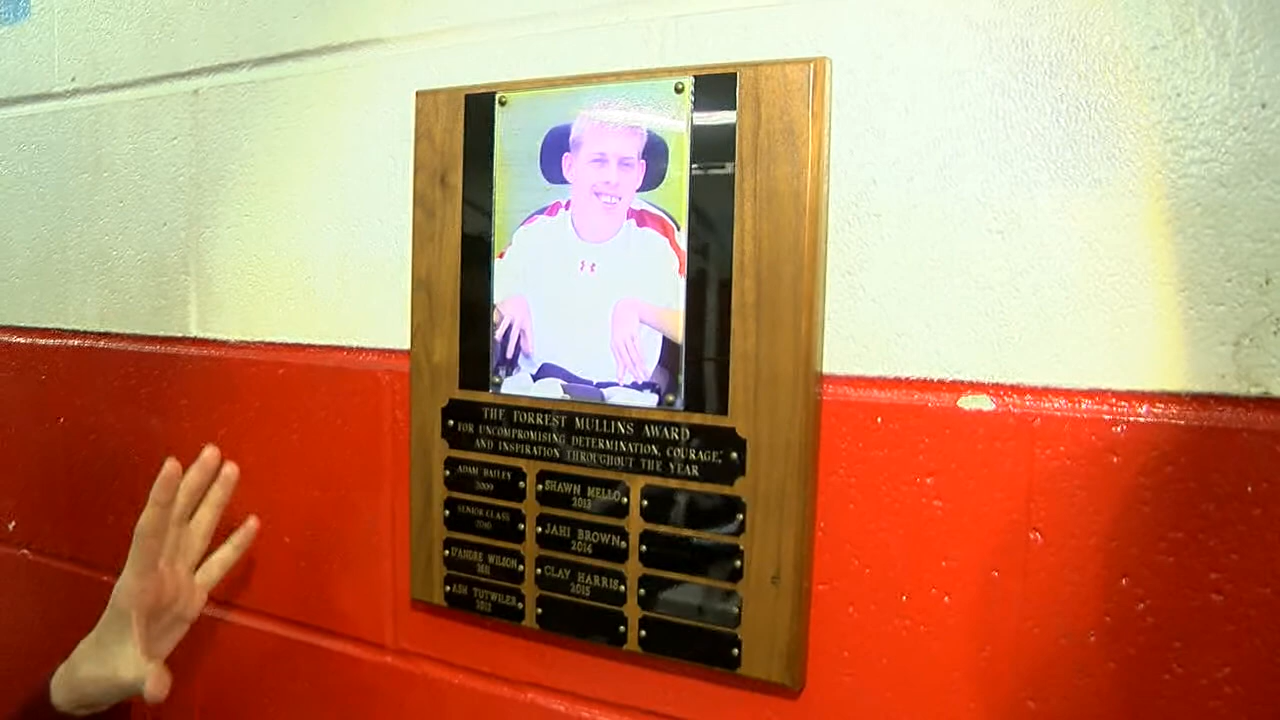 THE FORREST MULLINS AWARD
FOR UNCOMPROMISING DETERMINATION, COURAGE,
AND INSPIRATION THROUGHOUT THE YEAR
ADAM BAILEY
2009
SENIOR CLASS
2010
D'ANDRE WILSON
2011
ASH TUTWILER
2012
SHAWN MELLO
2013
JAHI BROWN
2014
CLAY HARRIS
2015